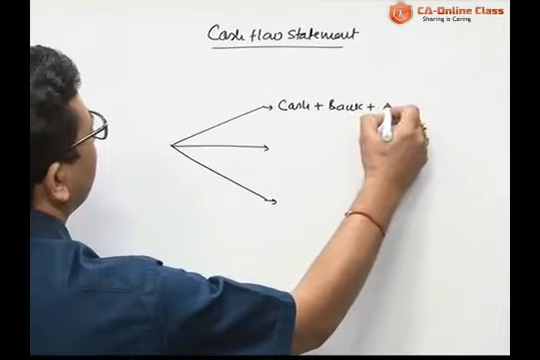 CA-Online Class
Sharing is Caring
Cash flow statement
Cash + Bank +